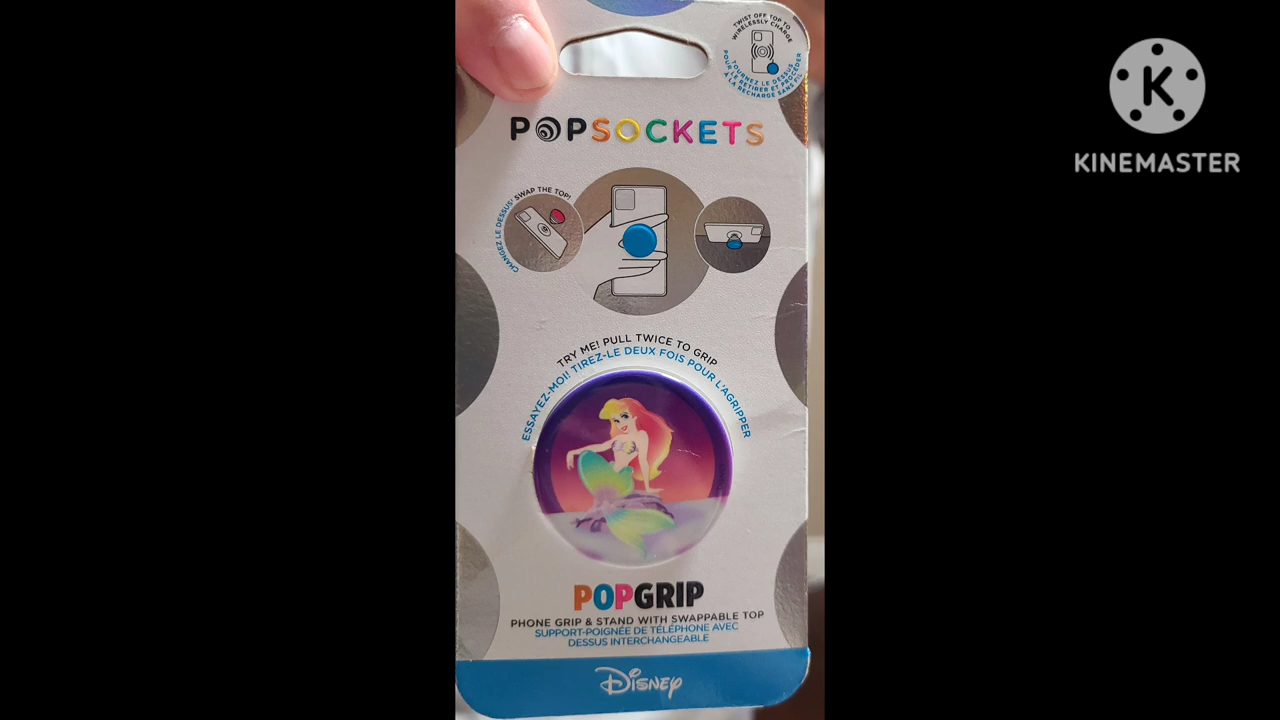 TWIST OFF TOP TO
WIRELESSLY CHARGE
TOURNEZ LE DESSUS
POUR LE RETIRER ET PROCÉDER
À LA RECHARGE SANS FIL
POPSOCKETS
SWAP THE TOP!
CHANGEZ LE DESSUS!
TRY ME! PULL TWICE TO GRIP
ESSAYEZ-MOI! TIREZ-LE DEUX FOIS POUR L'AGRIPPER
POPGRIP
PHONE GRIP & STAND WITH SWAPPABLE TOP
SUPPORT-POIGNÉE DE TÉLÉPHONE AVEC
DESSUS INTERCHANGEABLE
Disney
K
KINEMASTER